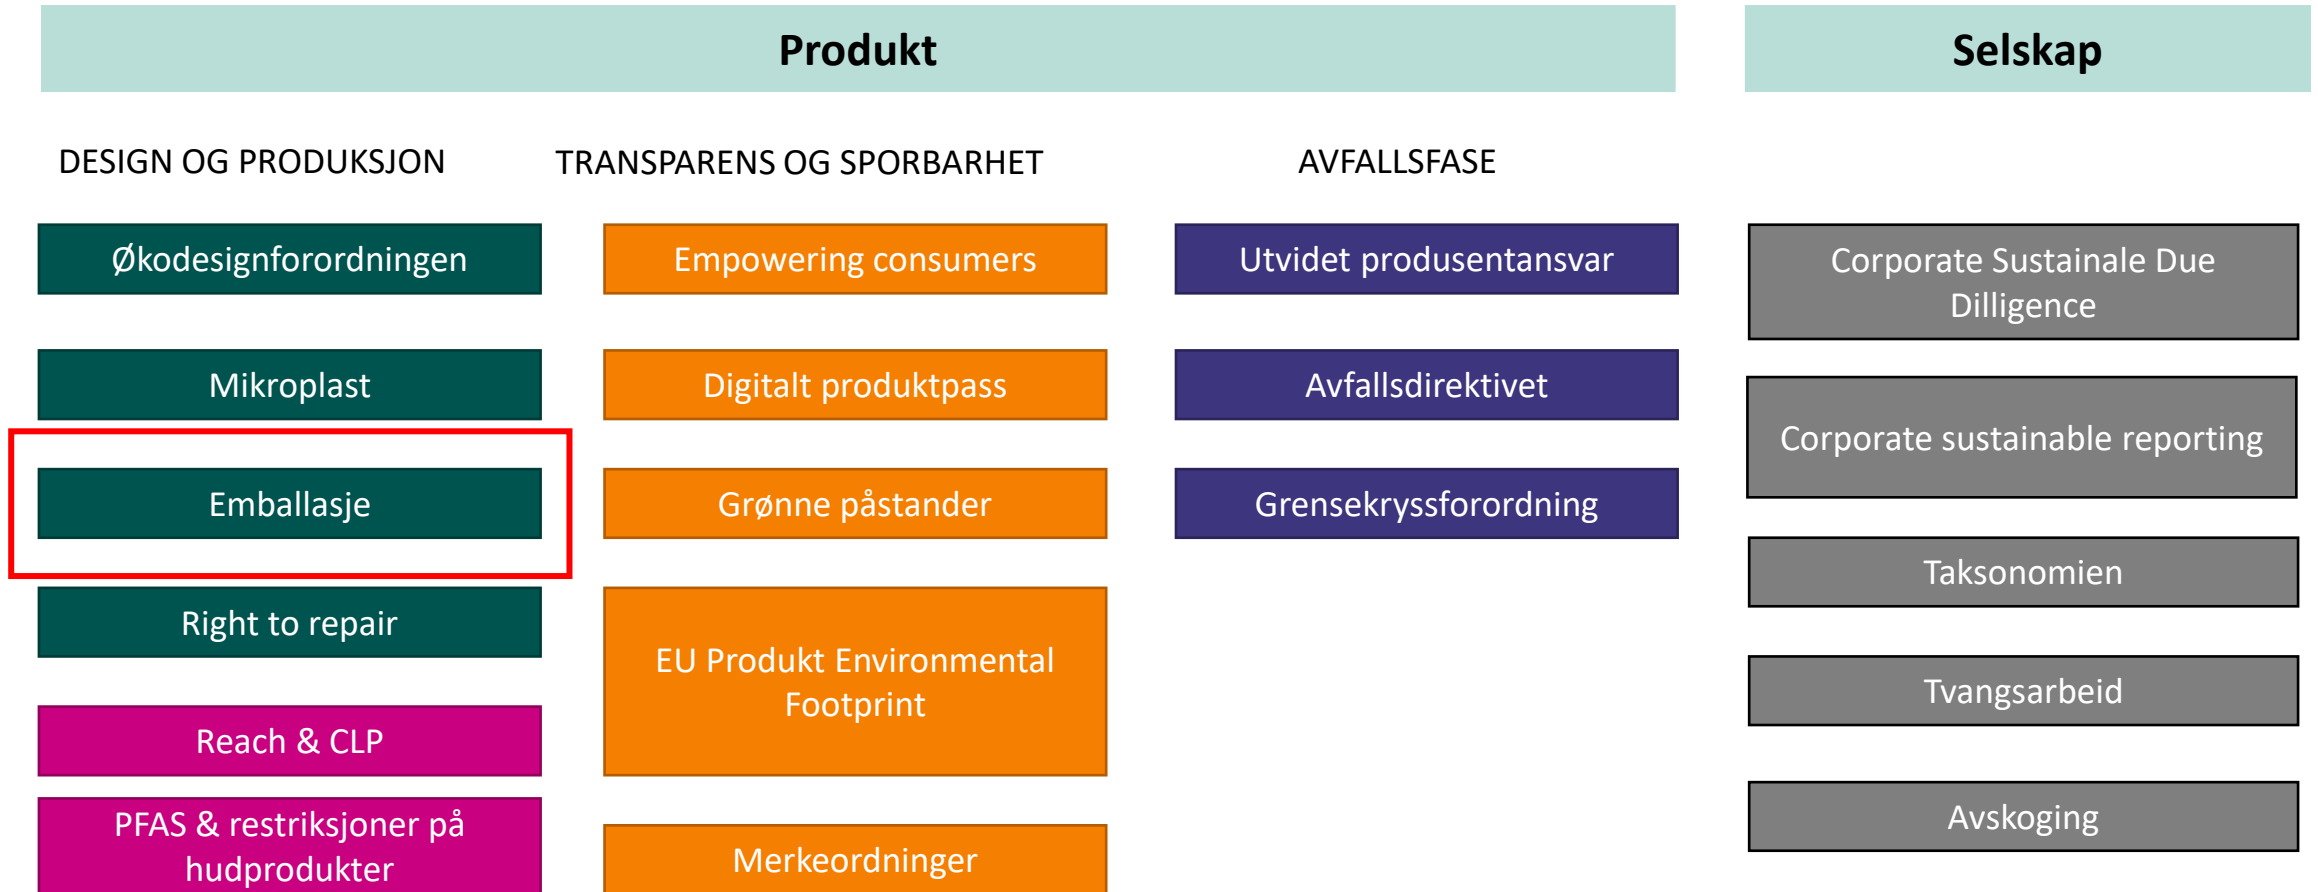 Produkt
Selskap
DESIGN OG PRODUKSJON
TRANSPARENS OG SPORBARHET
AVFALLSFASE
Økodesignforordningen
Mikroplast
Emballasje
Right to repair
Reach & CLP
PFAS & restriksjoner på
hudprodukter
Empowering consumers
Digitalt produktpass
Grønne påstander
EU Produkt Environmental
Footprint
Merkeordninger
Utvidet produsentansvar
Avfallsdirektivet
Grensekryssforordning
Corporate Sustainale Due
Dilligence
Corporate sustainable reporting
Taksonomien
Tvangsarbeid
Avskoging